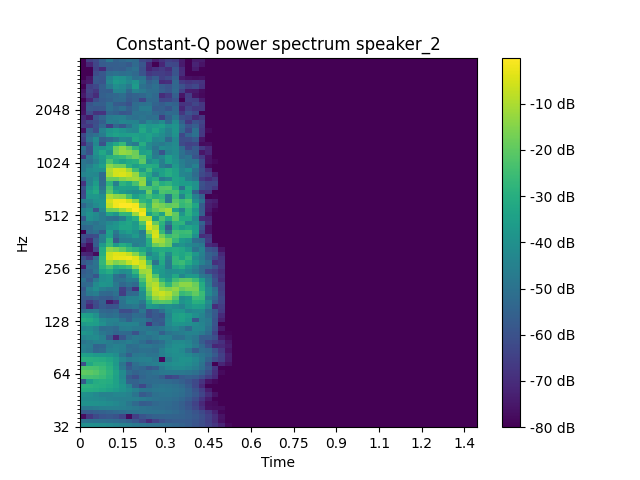 Constant-Q power spectrum speaker_2
Hz
2048
1024
512
256
128
64
32
0 0.15 0.3 0.45 0.6 0.75 0.9 1.1 1.2 1.4
Time
-10 dB
-20 dB
-30 dB
-40 dB
-50 dB
-60 dB
-70 dB
-80 dB